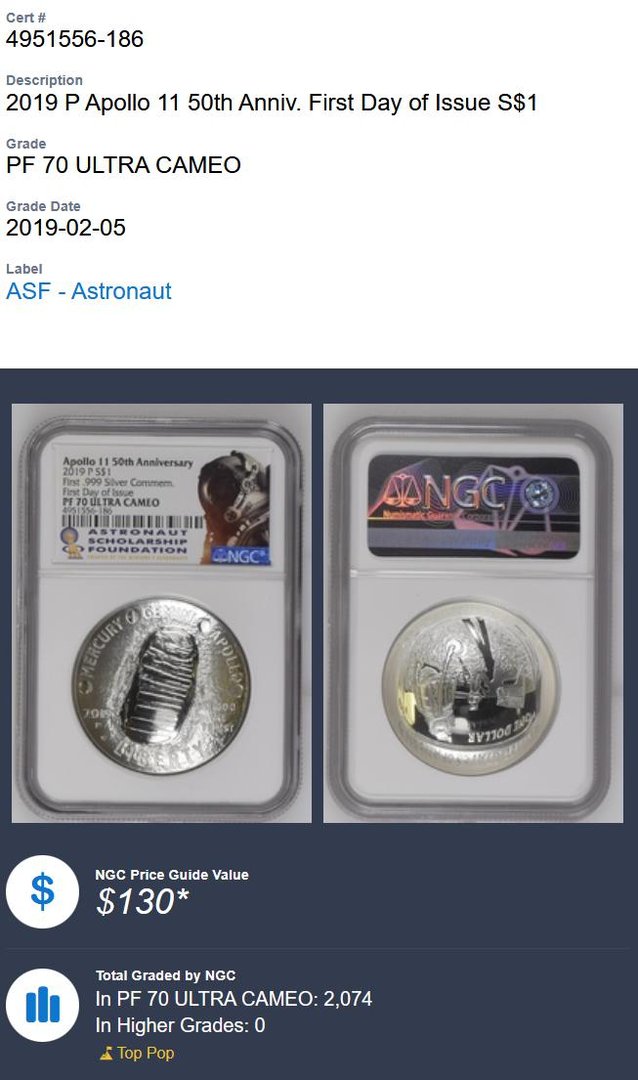 Cert #
4951556-186
Description
2019 P Apollo 11 50th Anniv. First Day of Issue S$1
Grade
PF 70 ULTRA CAMEO
Grade Date
2019-02-05
Label
ASF - Astronaut
Apollo 11 50th Anniversary
2019 P S$1
First .999 Silver Commem.
First Day of Issue
PF 70 ULTRA CAMEO
4951556-186
ASTRONAUT
SCHOLARSHIP
FOUNDATION
NGC
MERCURY GEMINI APOLLO
2019
LIBERTY
NGC
Numismatic Guaranty
ONE DOLLAR
NGC Price Guide Value
$130*
Total Graded by NGC
In PF 70 ULTRA CAMEO: 2,074
In Higher Grades: 0
Top Pop